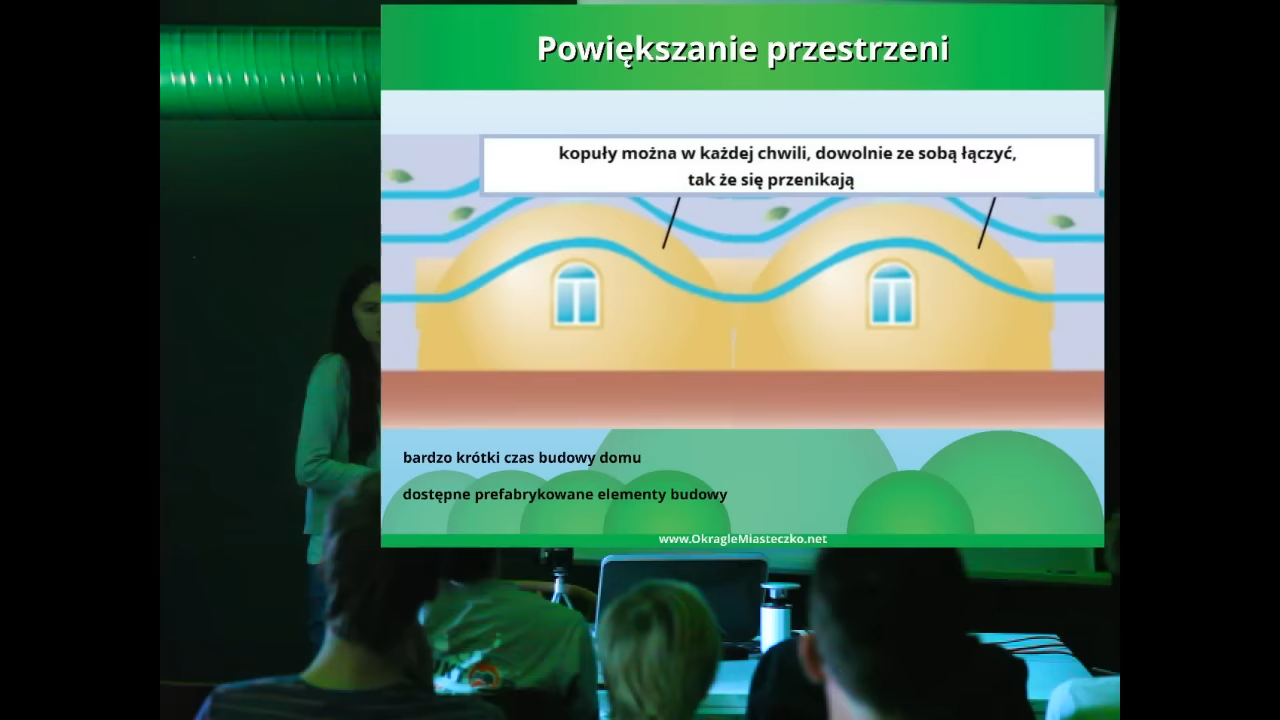 Powiększanie przestrzeni
kopuły można w każdej chwili, dowolnie ze sobą łączyć,
tak że się przenikają
bardzo krótki czas budowy domu
dostępne prefabrykowane elementy budowy
www.OkragleMiasteczko.net